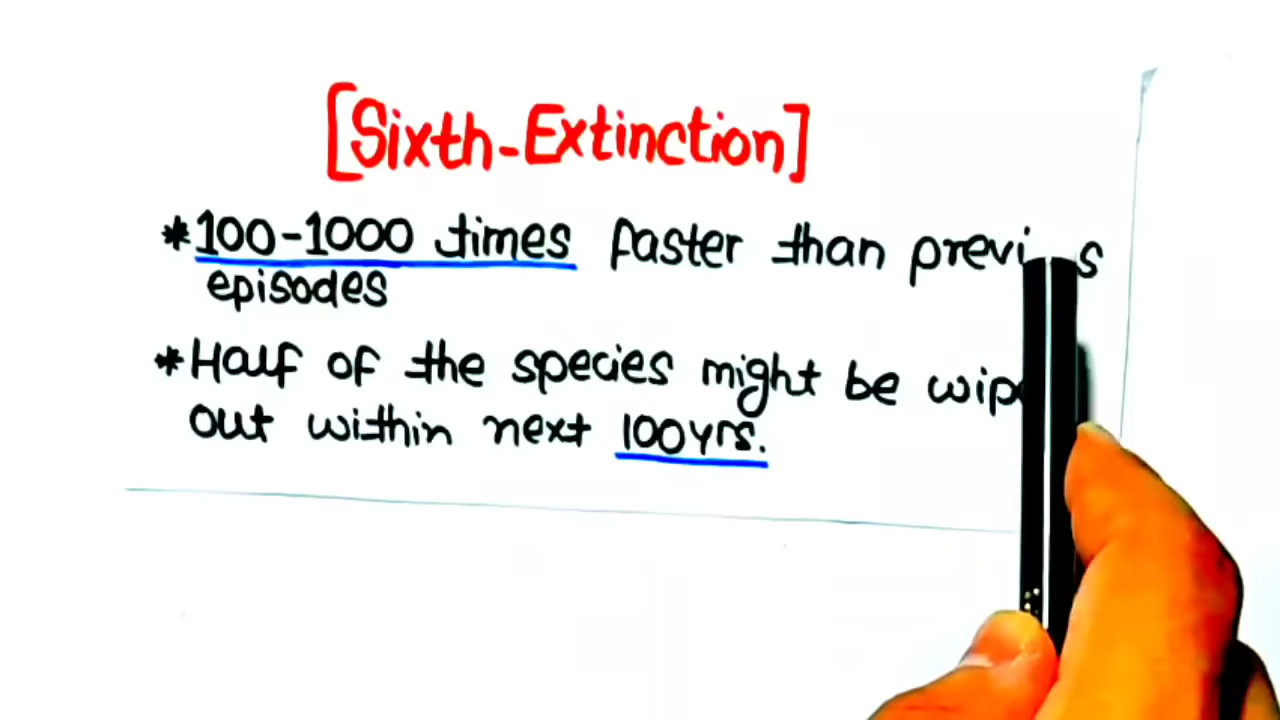 [Sixth-Extinction]
*100-1000 times faster than
episodes
*Half of the species might be
out within next 100yrs.